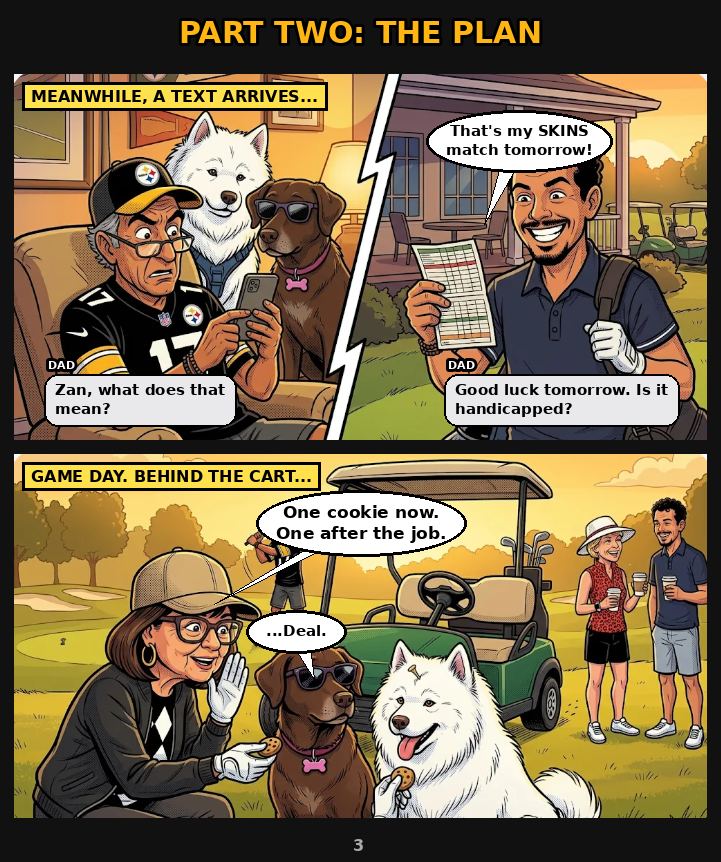 PART TWO: THE PLAN
MEANWHILE, A TEXT ARRIVES...
17
17
DAD
Zan, what does that
mean?
That's my SKINS
match tomorrow!
DAD
Good luck tomorrow. Is it
handicapped?
GAME DAY. BEHIND THE CART...
One cookie now.
One after the job.
...Deal.
3